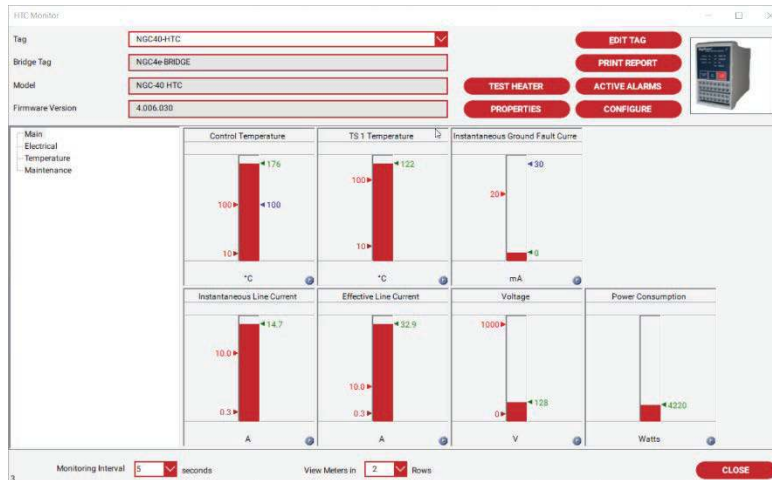 HTC Monitor
Tag
NGC40-HTC
EDIT TAG
Bridge Tag
NGC4e-BRIDGE
PRINT REPORT
Model
NGC-40 HTC
TEST HEATER
ACTIVE ALARMS
Firmware Version
4.006.030
PROPERTIES
CONFIGURE
Main
Electrical
Temperature
Maintenance
Control Temperature
176
100
100
10
°C
TS 1 Temperature
122
100
10
°C
Instantaneous Ground Fault Curre
30
20
0
mA
Instantaneous Line Current
14.7
10.0
0.3
A
Effective Line Current
32.9
10.0
0.3
A
Voltage
1000
128
0
V
Power Consumption
4220
Watts
Monitoring Interval 5 seconds
View Meters in 2 Rows
CLOSE
3